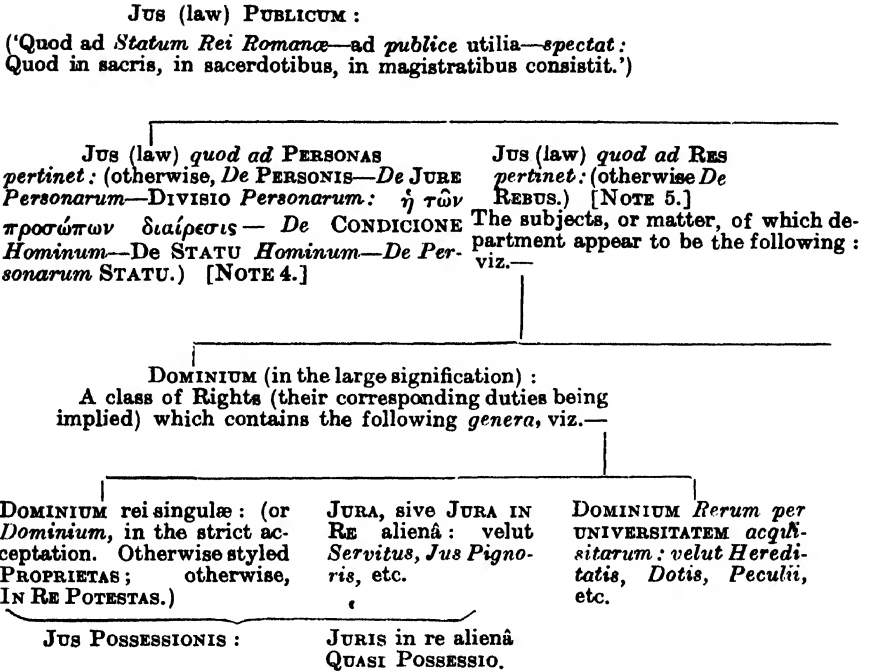 JUS (law) PUBLICUM :
('Quod ad Statum Rei Romanæ—ad publice utilia—spectat:
Quod in sacris, in sacerdotibus, in magistratibus consistit.')
JUS (law) quod ad PERSONAS
pertinet: (otherwise, De PERSONIS—De JURE
Personarum—DIVISIO Personarum: ἡ τῶν
προσώπων διαίρεσις — De CONDICIONE
Hominum—De STATU Hominum—De Per-
sonarum STATU.) [NOTE 4.]
JUS (law) quod ad RES
pertinet: (otherwise De
REBUS.) [NOTE 5.]
The subjects, or matter, of which de-
partment appear to be the following :
viz.—
DOMINIUM (in the large signification) :
A class of Rights (their corresponding duties being
implied) which contains the following genera, viz.—
DOMINIUM rei singulæ : (or
Dominium, in the strict ac-
ceptation. Otherwise styled
PROPRIETAS ; otherwise,
IN RE POTESTAS.)
JURA, sive JURA IN
RE alienâ : velut
Servitus, Jus Pigno-
ris, etc.
DOMINIUM Rerum per
UNIVERSITATEM acqui-
sitarum : velut Heredi-
tatis, Dotis, Peculii,
etc.
JUS POSSESSIONIS :
JURIS in re alienâ
QUASI POSSESSIO.